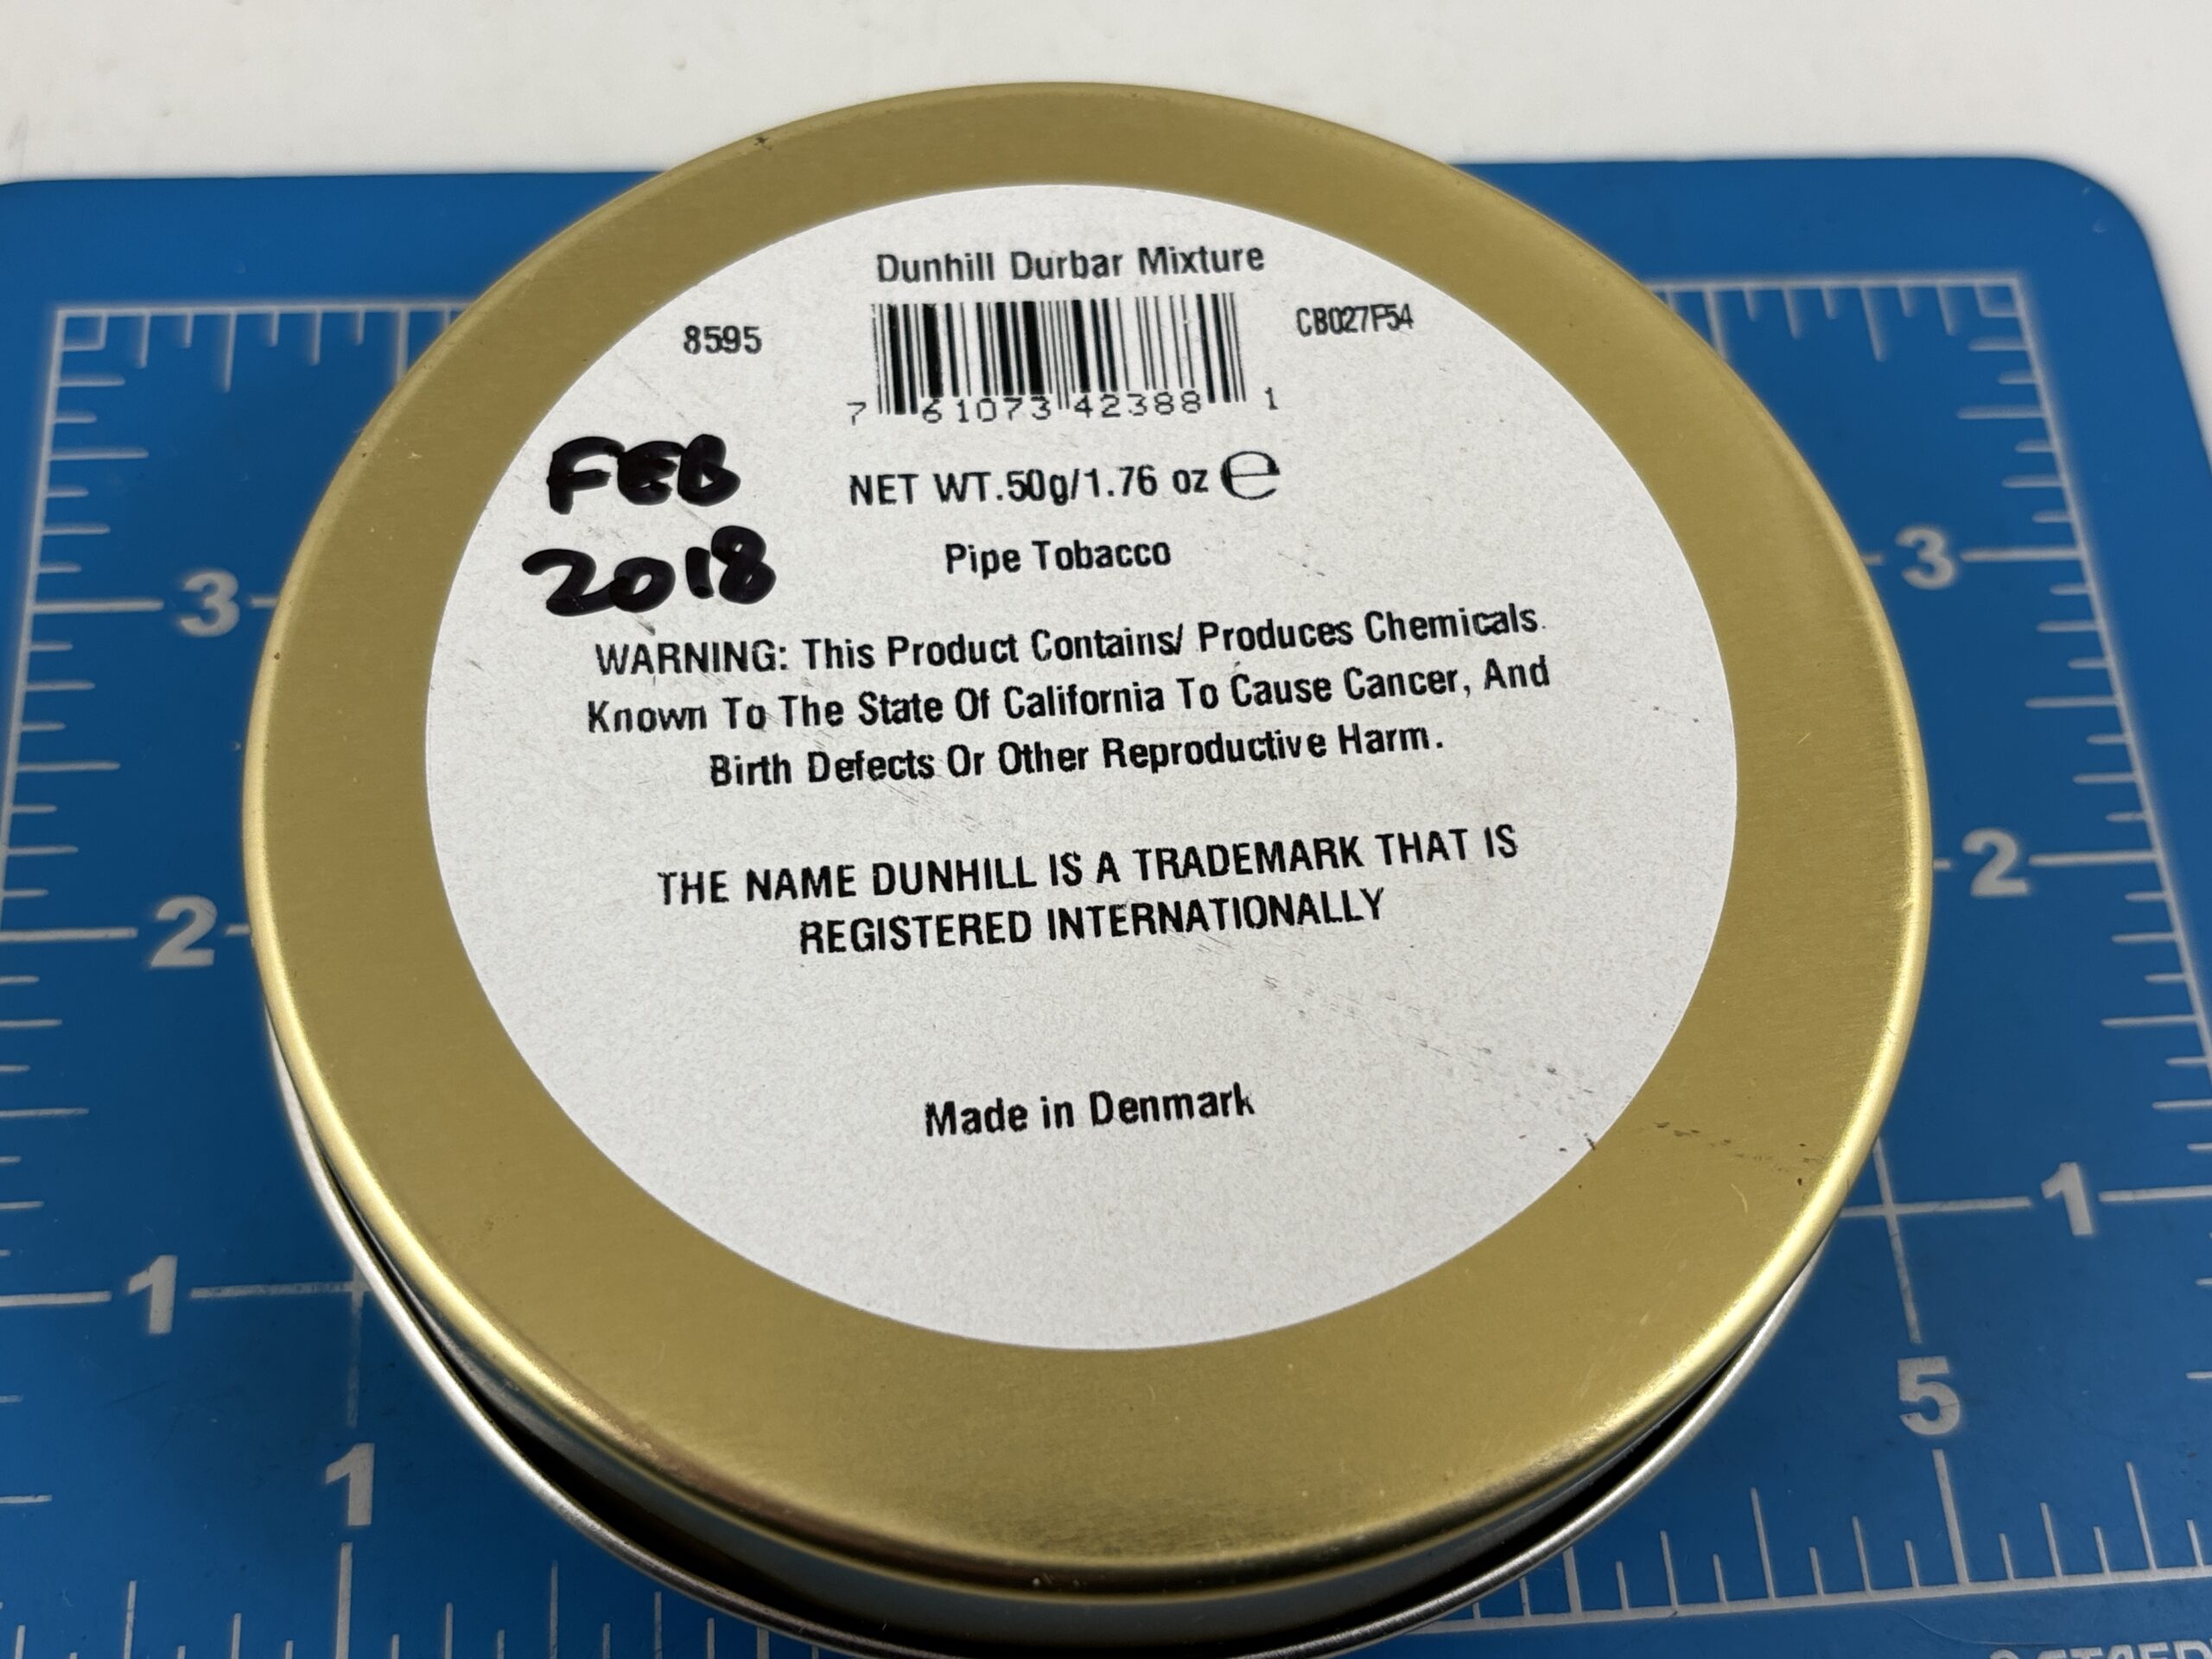 Dunhill Durbar Mixture
8595
CB027F54
7 61073 42388 1
FEB
2018
NET WT.50g/1.76 oz ℮
Pipe Tobacco
WARNING: This Product Contains/ Produces Chemicals
Known To The State Of California To Cause Cancer, And
Birth Defects Or Other Reproductive Harm.
THE NAME DUNHILL IS A TRADEMARK THAT IS
REGISTERED INTERNATIONALLY
Made in Denmark
3
3
2
2
1
1
5
1